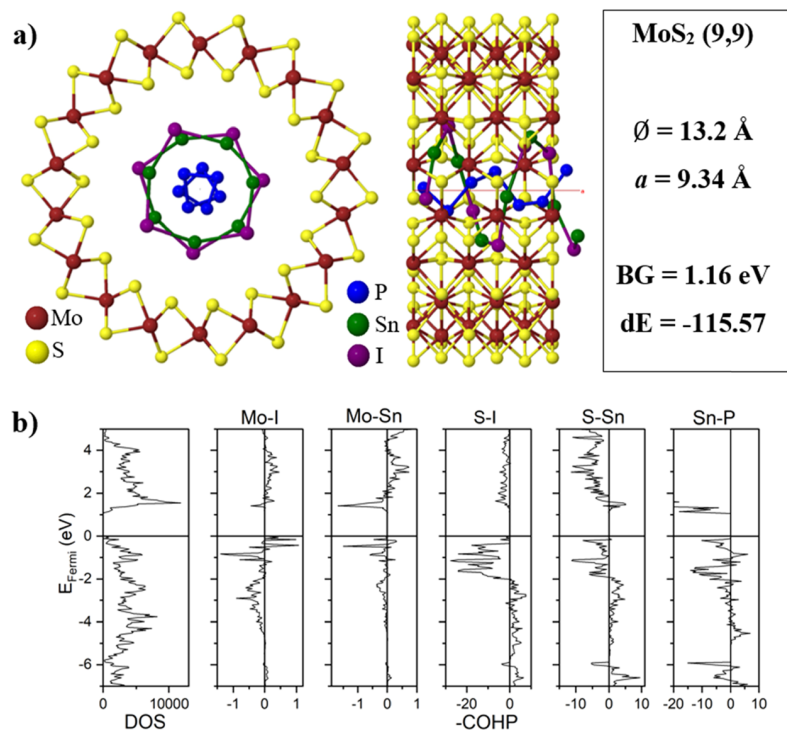 a)
MoS₂ (9,9)
Ø = 13.2 Å
a = 9.34 Å
BG = 1.16 eV
dE = -115.57
Mo
S
P
Sn
I
b)
Mo-I
Mo-Sn
S-I
S-Sn
Sn-P
E_Fermi (eV)
4
2
0
-2
-4
-6
0 10000
-1 0 1
-1 0 1
-20 -10 0
-10 0 10
-20 -10 0 10
DOS
-COHP